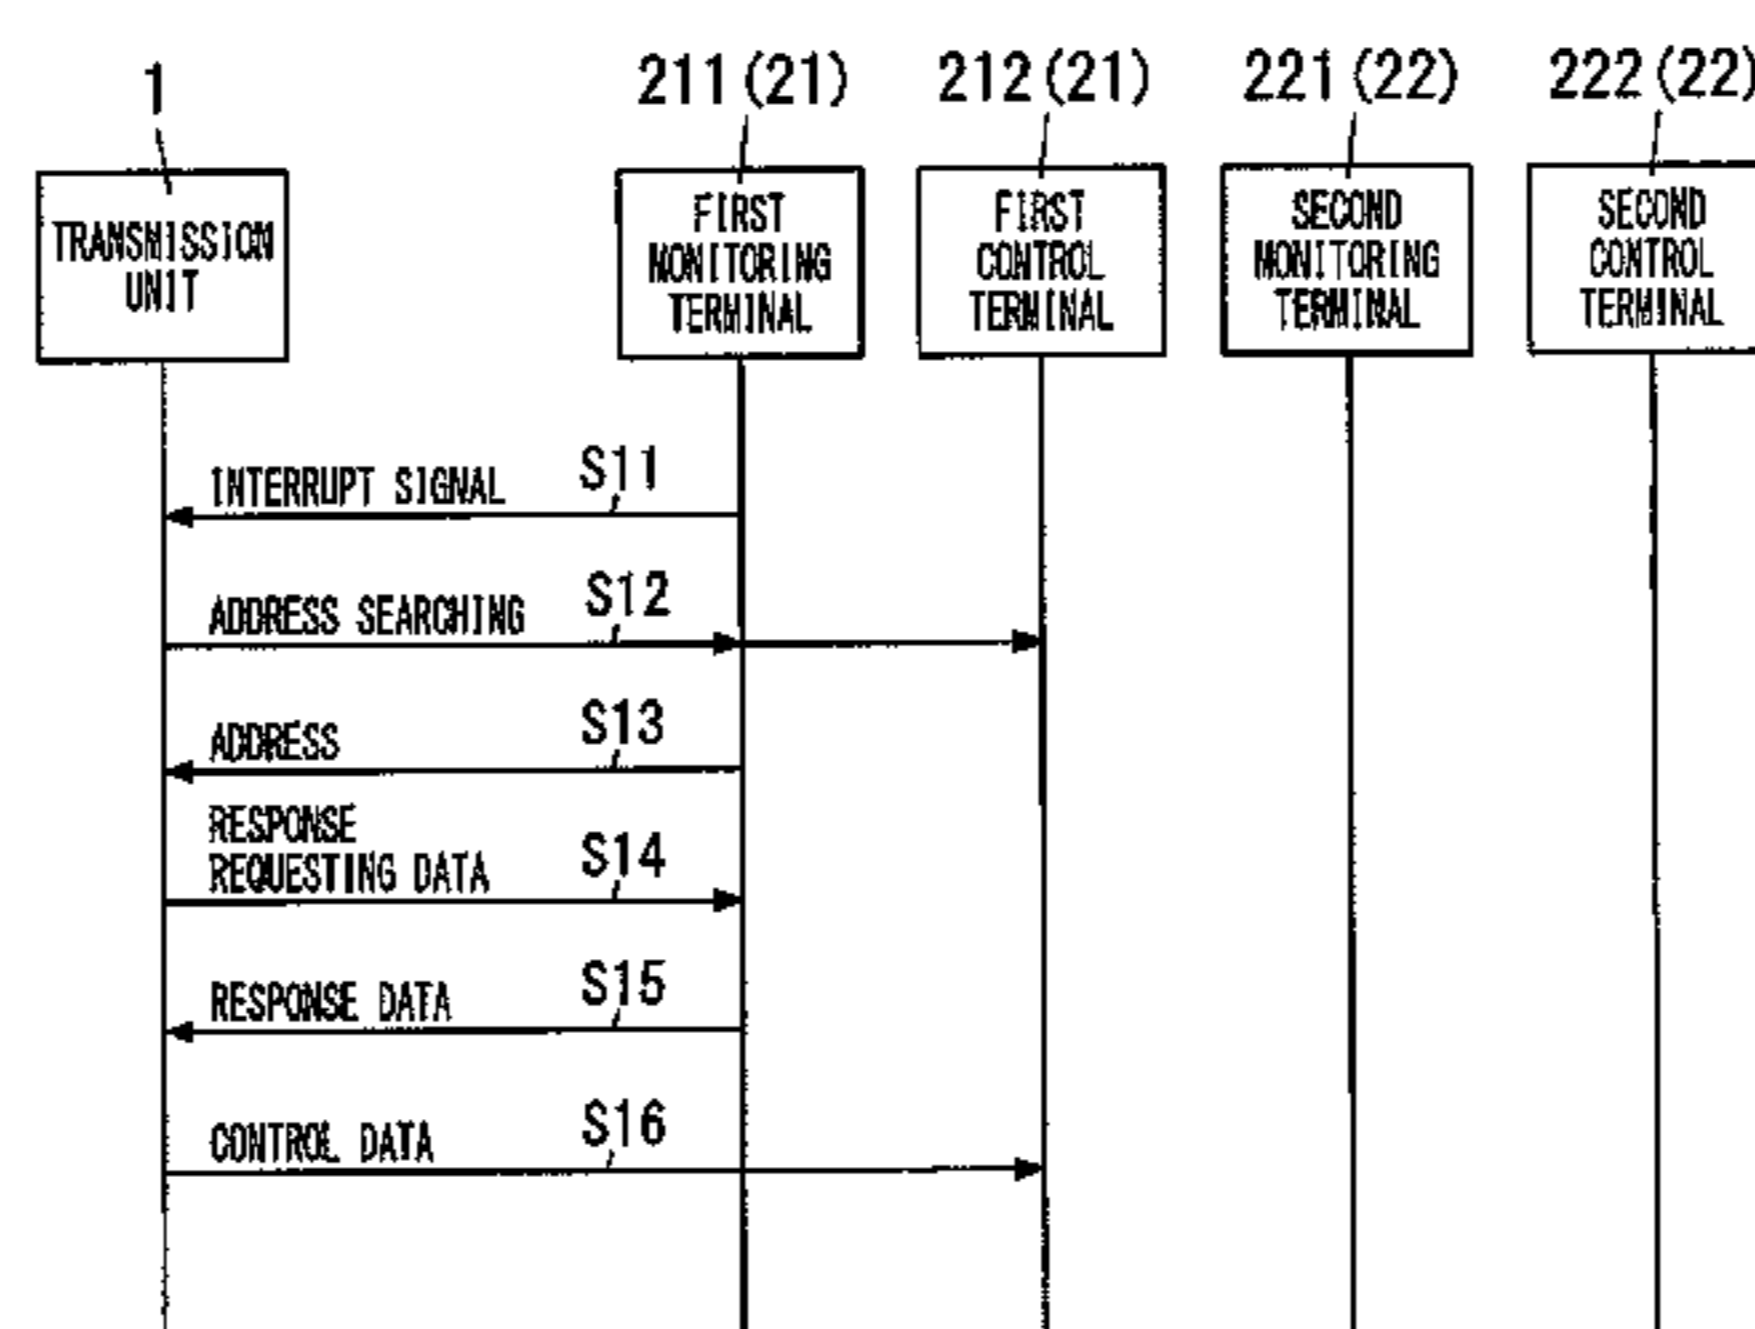 1
211(21)
212(21)
221(22)
222(22)
TRANSMISSION
UNIT
FIRST
MONITORING
TERMINAL
FIRST
CONTROL
TERMINAL
SECOND
MONITORING
TERMINAL
SECOND
CONTROL
TERMINAL
INTERRUPT SIGNAL S11
ADDRESS SEARCHING S12
ADDRESS S13
RESPONSE
REQUESTING DATA S14
RESPONSE DATA S15
CONTROL DATA S16